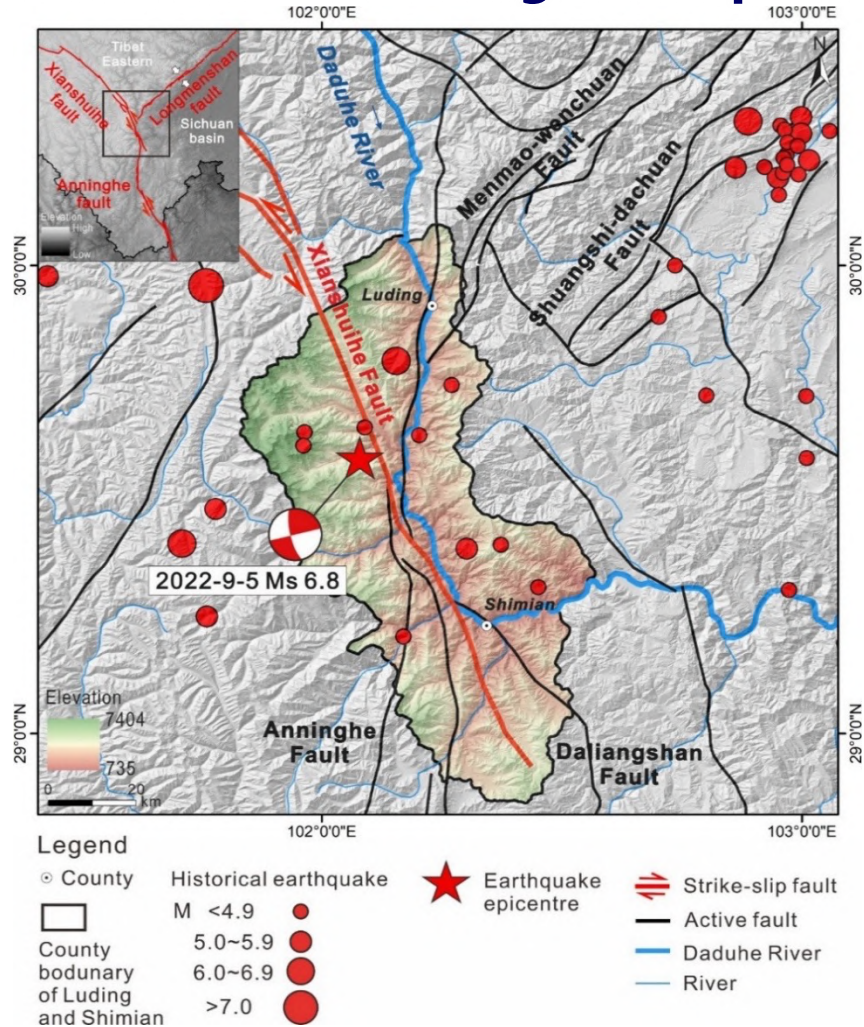 102°0'0"E
103°0'0"E
N
Tibet
Eastern
Xianshuihe
fault
Longmenshan
fault
Sichuan
basin
Anninghe
fault
Elevation
High
Low
Daduhe River
Menmao-wenchuan
Fault
Shuangshi-dachuan
Fault
30°0'0"N
30°0'0"N
Xianshuihe Fault
Luding
2022-9-5 Ms 6.8
Shimian
Elevation
7404
735
0
20
km
Anninghe
Fault
Daliangshan
Fault
29°0'0"N
29°0'0"N
102°0'0"E
103°0'0"E
Legend
County
County
bodunary
of Luding
and Shimian
Historical earthquake
M <4.9
5.0~5.9
6.0~6.9
>7.0
Earthquake
epicentre
Strike-slip fault
Active fault
Daduhe River
River